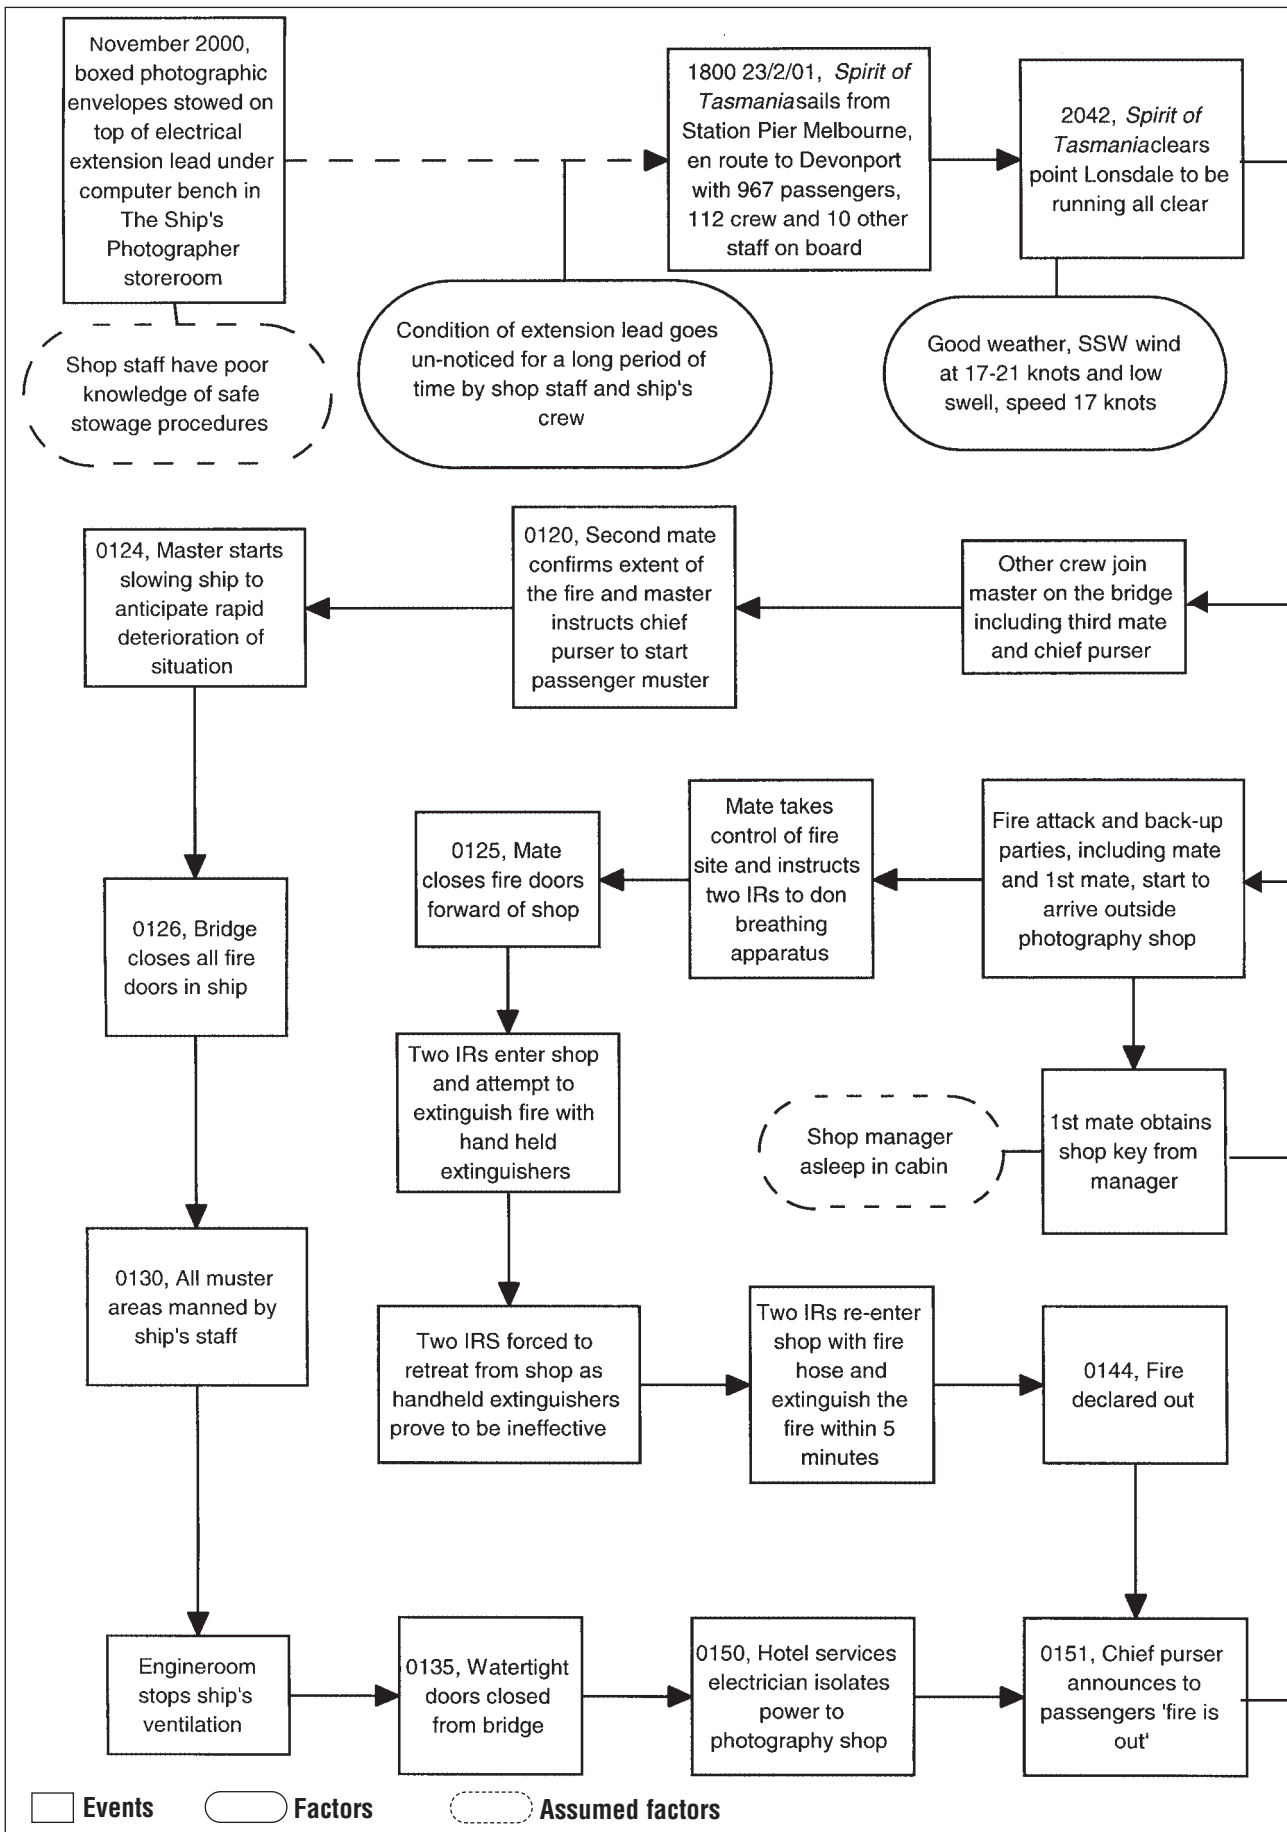 November 2000,
boxed photographic
envelopes stowed on
top of electrical
extension lead under
computer bench in
The Ship's
Photographer
storeroom
Shop staff have poor
knowledge of safe
stowage procedures
Condition of extension lead goes
un-noticed for a long period of
time by shop staff and ship's
crew
1800 23/2/01, Spirit of
Tasmaniasails from
Station Pier Melbourne,
en route to Devonport
with 967 passengers,
112 crew and 10 other
staff on board
2042, Spirit of
Tasmaniaclears
point Lonsdale to be
running all clear
Good weather, SSW wind
at 17-21 knots and low
swell, speed 17 knots
Other crew join
master on the bridge
including third mate
and chief purser
0120, Second mate
confirms extent of
the fire and master
instructs chief
purser to start
passenger muster
0124, Master starts
slowing ship to
anticipate rapid
deterioration of
situation
0126, Bridge
closes all fire
doors in ship
0130, All muster
areas manned by
ship's staff
Engineroom
stops ship's
ventilation
0135, Watertight
doors closed
from bridge
0150, Hotel services
electrician isolates
power to
photography shop
Fire attack and back-up
parties, including mate
and 1st mate, start to
arrive outside
photography shop
Mate takes
control of fire
site and instructs
two IRs to don
breathing
apparatus
0125, Mate
closes fire doors
forward of shop
Two IRs enter shop
and attempt to
extinguish fire with
hand held
extinguishers
Shop manager
asleep in cabin
1st mate obtains
shop key from
manager
Two IRS forced to
retreat from shop as
handheld extinguishers
prove to be ineffective
Two IRs re-enter
shop with fire
hose and
extinguish the
fire within 5
minutes
0144, Fire
declared out
0151, Chief purser
announces to
passengers 'fire is
out'
Events
Factors
Assumed factors